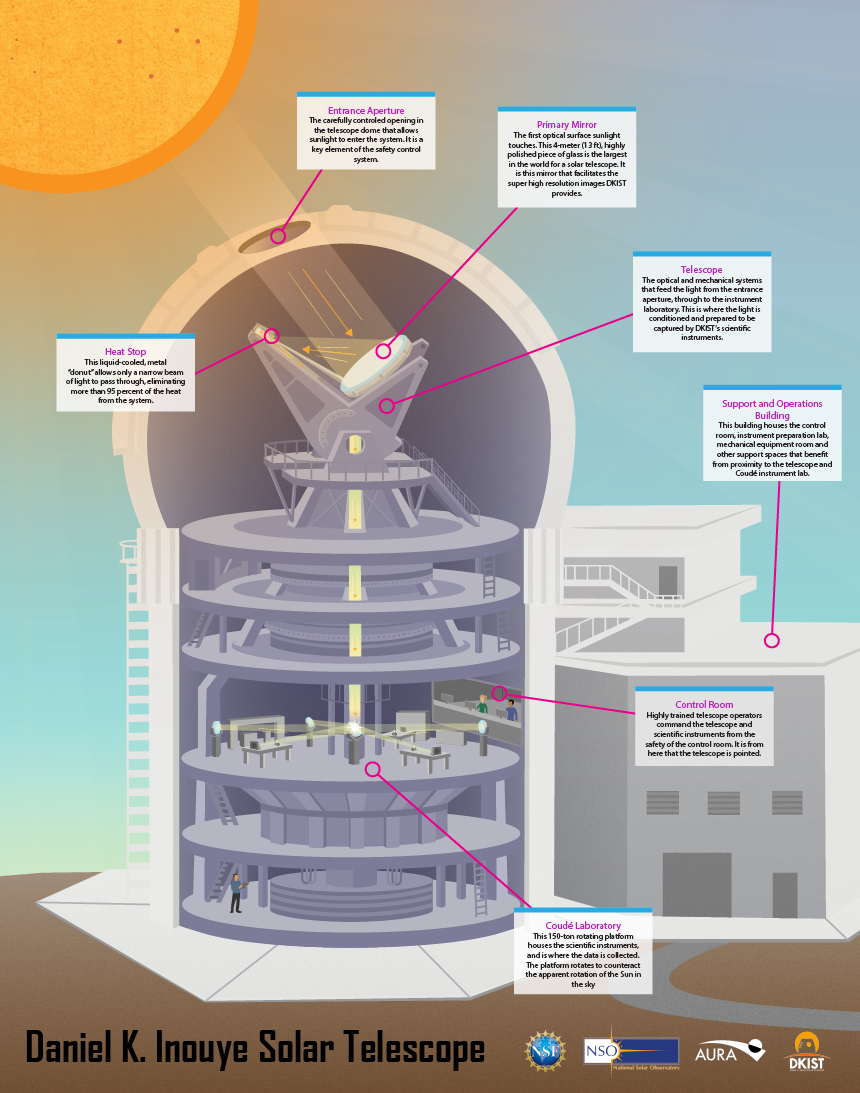 Entrance Aperture
The carefully controled opening in
the telescope dome that allows
sunlight to enter the system. It is a
key element of the safety control
system.
Primary Mirror
The first optical surface sunlight
touches. This 4-meter (13 ft), highly
polished piece of glass is the largest
in the world for a solar telescope. It
is this mirror that facilitates the
super high resolution images DKIST
provides.
Telescope
The optical and mechanical systems
that feed the light from the entrance
aperture, through to the instrument
laboratory. This is where the light is
conditioned and prepared to be
captured by DKIST's scientific
instruments.
Heat Stop
This liquid-cooled, metal
"donut" allows only a narrow beam
of light to pass through, eliminating
more than 95 percent of the heat
from the system.
Support and Operations
Building
This building houses the control
room, instrument preparation lab,
mechanical equipment room and
other support spaces that benefit
from proximity to the telescope and
Coudé instrument lab.
Control Room
Highly trained telescope operators
command the telescope and
scientific instruments from the
safety of the control room. It is from
here that the telescope is pointed.
Coudé Laboratory
This 150-ton rotating platform
houses the scientific instruments,
and is where the data is collected.
The platform rotates to counteract
the apparent rotation of the Sun in
the sky
Daniel K. Inouye Solar Telescope
NSF
NSO
National Solar Observatory
AURA
DKIST